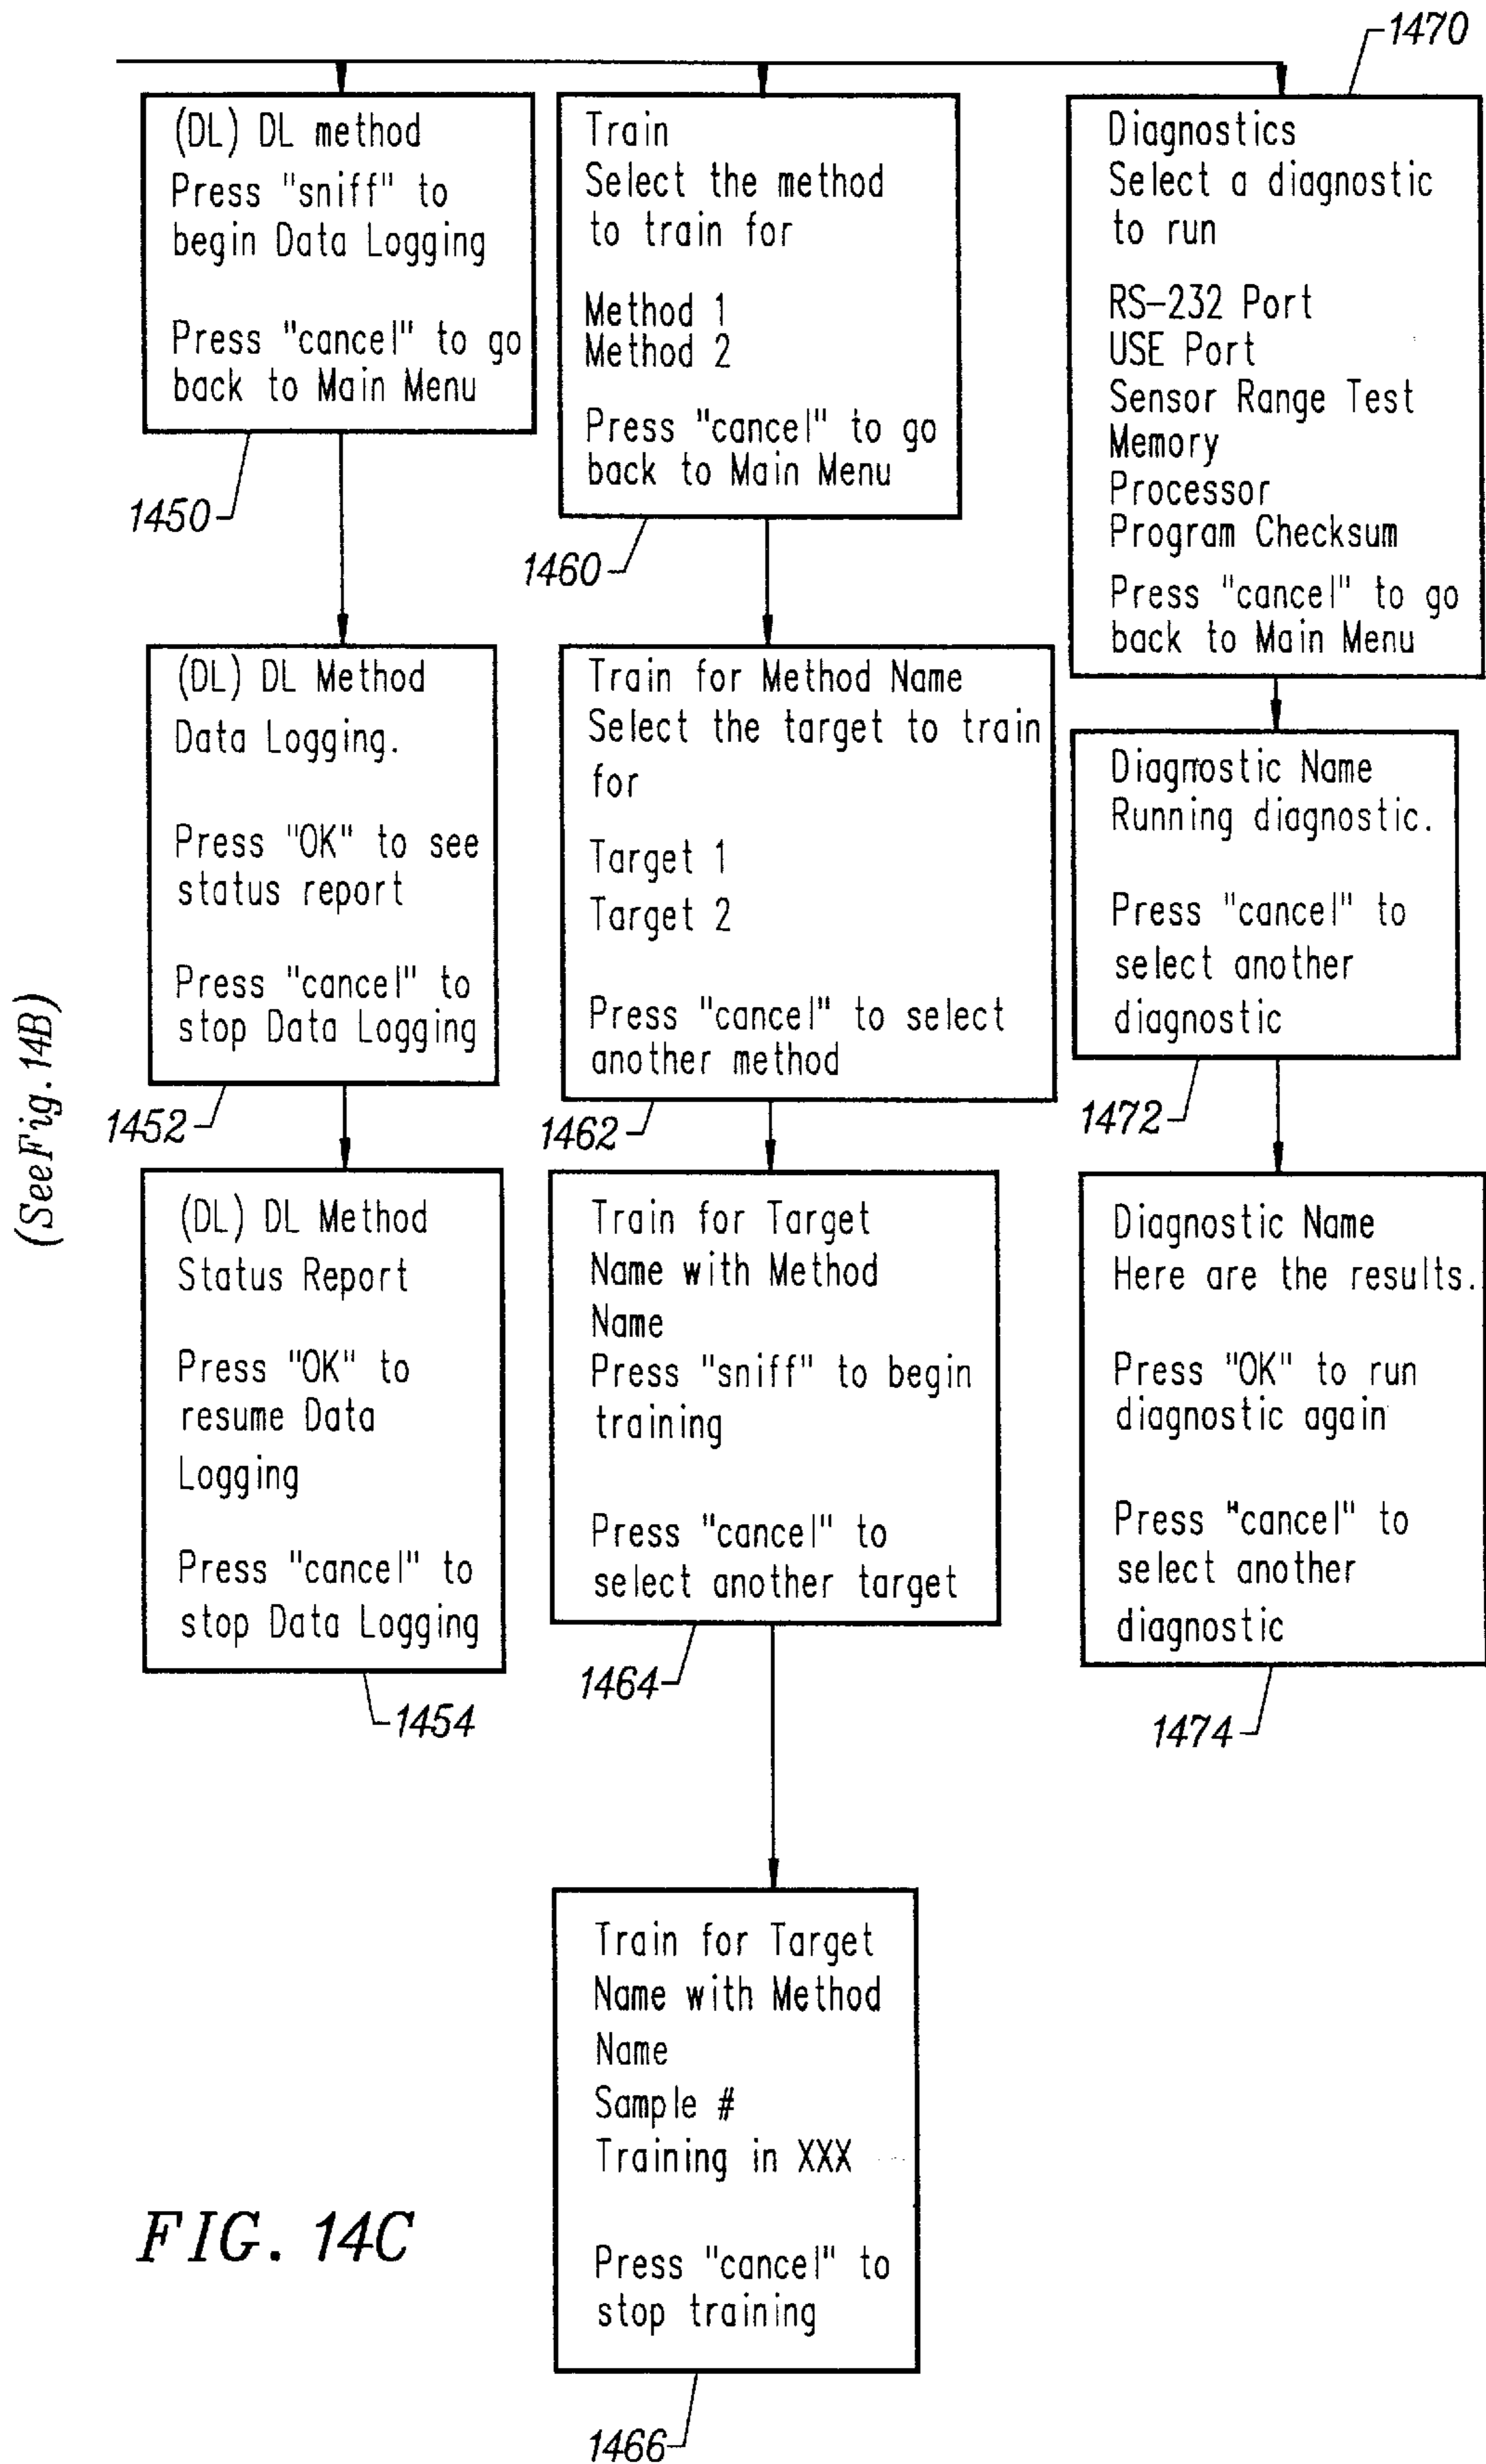 1470
(DL) DL method
Press "sniff" to
begin Data Logging
Press "cancel" to go
back to Main Menu
1450
Train
Select the method
to train for
Method 1
Method 2
Press "cancel" to go
back to Main Menu
1460
Diagnostics
Select a diagnostic
to run
RS-232 Port
USE Port
Sensor Range Test
Memory
Processor
Program Checksum
Press "cancel" to go
back to Main Menu
(DL) DL Method
Data Logging.
Press "OK" to see
status report
Press "cancel" to
stop Data Logging
1452
Train for Method Name
Select the target to train
for
Target 1
Target 2
Press "cancel" to select
another method
1462
Diagnostic Name
Running diagnostic.
Press "cancel" to
select another
diagnostic
1472
(See Fig. 14B)
(DL) DL Method
Status Report
Press "OK" to
resume Data
Logging
Press "cancel" to
stop Data Logging
1454
Train for Target
Name with Method
Name
Press "sniff" to begin
training
Press "cancel" to
select another target
1464
Diagnostic Name
Here are the results.
Press "OK" to run
diagnostic again
Press "cancel" to
select another
diagnostic
1474
Train for Target
Name with Method
Name
Sample #
Training in XXX
Press "cancel" to
stop training
1466
FIG. 14C